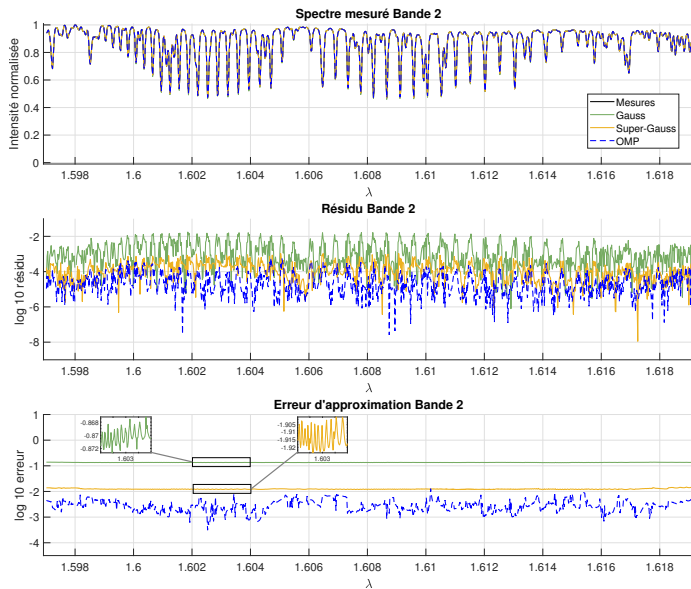 Spectre mesuré Bande 2
Intensité normalisée
1
0.8
0.6
0.4
0.2
0
Mesures
Gauss
Super-Gauss
OMP
1.598 1.6 1.602 1.604 1.606 1.608 1.61 1.612 1.614 1.616 1.618
λ
Résidu Bande 2
log 10 résidu
-2
-4
-6
-8
1.598 1.6 1.602 1.604 1.606 1.608 1.61 1.612 1.614 1.616 1.618
λ
Erreur d'approximation Bande 2
log 10 erreur
1
0
-1
-2
-3
-4
-0.868
-0.87
-0.872
1.603
-1.905
-1.91
-1.915
-1.92
1.603
1.598 1.6 1.602 1.604 1.606 1.608 1.61 1.612 1.614 1.616 1.618
λ